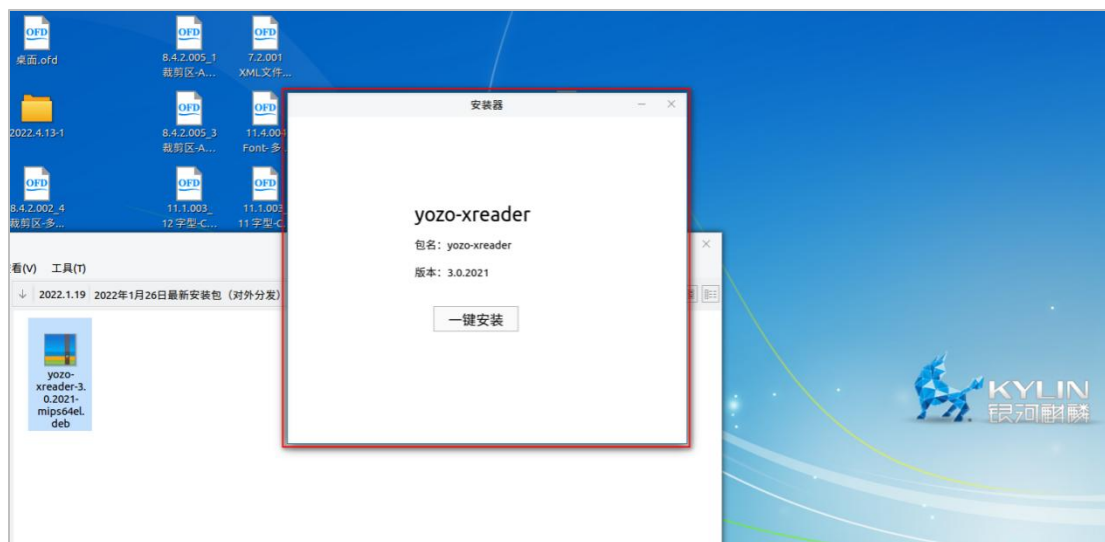 OFD
OFD
OFD
桌面.ofd
8.4.2.005_1
裁剪区-A...
7.2.001
XML文件...
OFD
OFD
2022.4.13-1
8.4.2.005_3
裁剪区-A...
11.4.004
Font-多
OFD
OFD
OFD
8.4.2.002_4
裁剪区-多...
11.1.003_
12字型-C...
11.1.003
11字型-C
安装器
yozo-xreader
包名：yozo-xreader
版本：3.0.2021
一键安装
看(V) 工具(T)
2022.1.19 2022年1月26日最新安装包（对外分发）
yozo-
xreader-3.
0.2021-
mips64el.
deb
KYLIN
银河麒麟